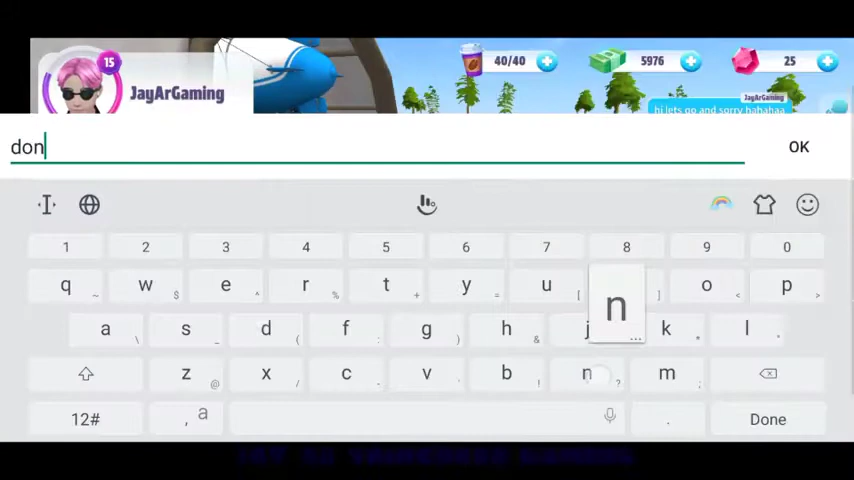 15
40/40
5976
25
JayArGaming
JayArGaming
hi lets go and sorry hahahaa
don
OK
1 2 3 4 5 6 7 8 9 0
q w e r t y u o p
n
a s d f g h j k l
z x c v b n m
12# , a . Done